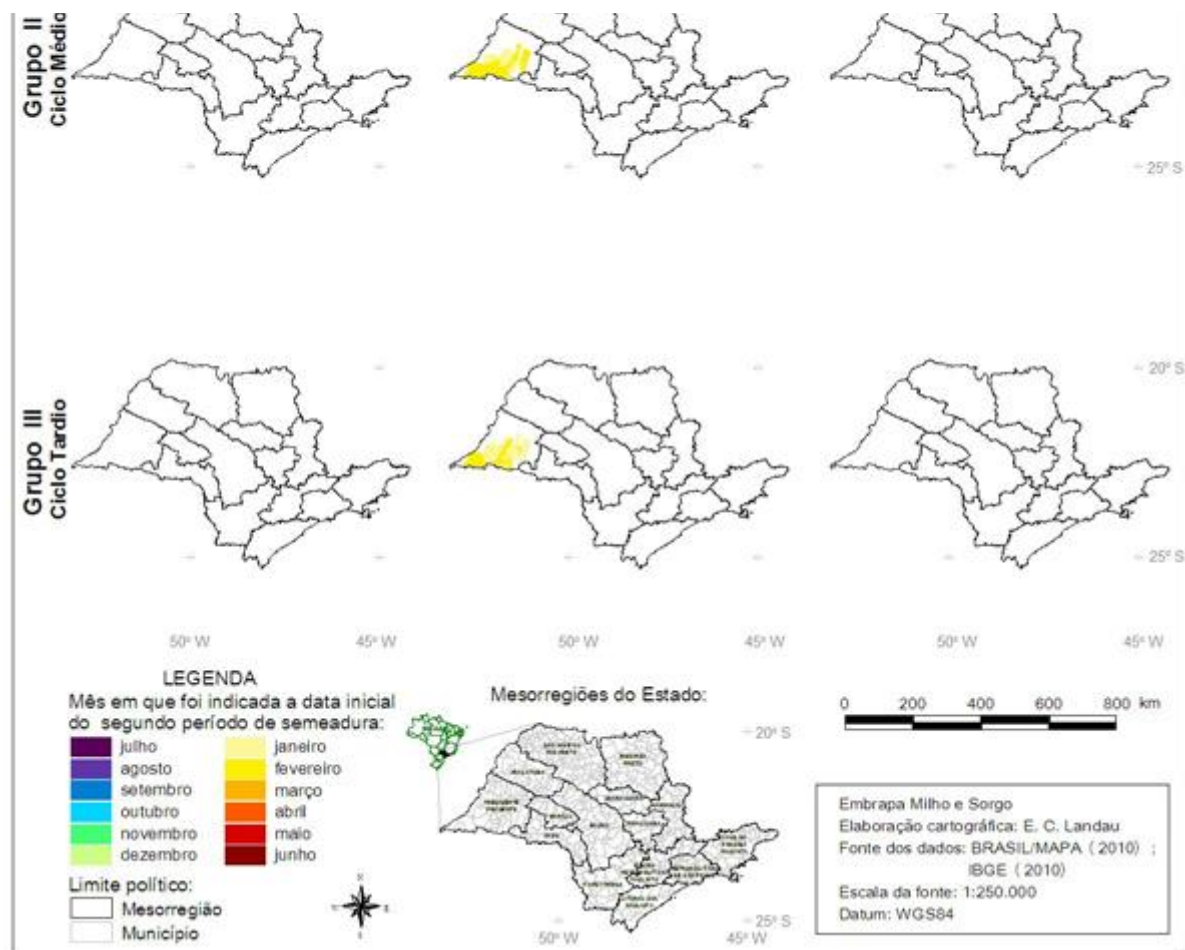 Grupo II
Ciclo Médio
25º S
Grupo III
Ciclo Tardio
20º S
25º S
50º W
45º W
50º W
45º W
50º W
45º W
LEGENDA
Mês em que foi indicada a data inicial
do segundo período de semeadura:
julho
agosto
setembro
outubro
novembro
dezembro
janeiro
fevereiro
março
abril
maio
junho
Limite político:
Mesorregião
Município
Mesorregiões do Estado:
20º S
25º S
50º W
45º W
0 200 400 600 800 km
Embrapa Milho e Sorgo
Elaboração cartográfica: E. C. Landau
Fonte dos dados: BRASIL/MAPA ( 2010) ;
IBGE ( 2010)
Escala da fonte: 1:250.000
Datum: WGS84